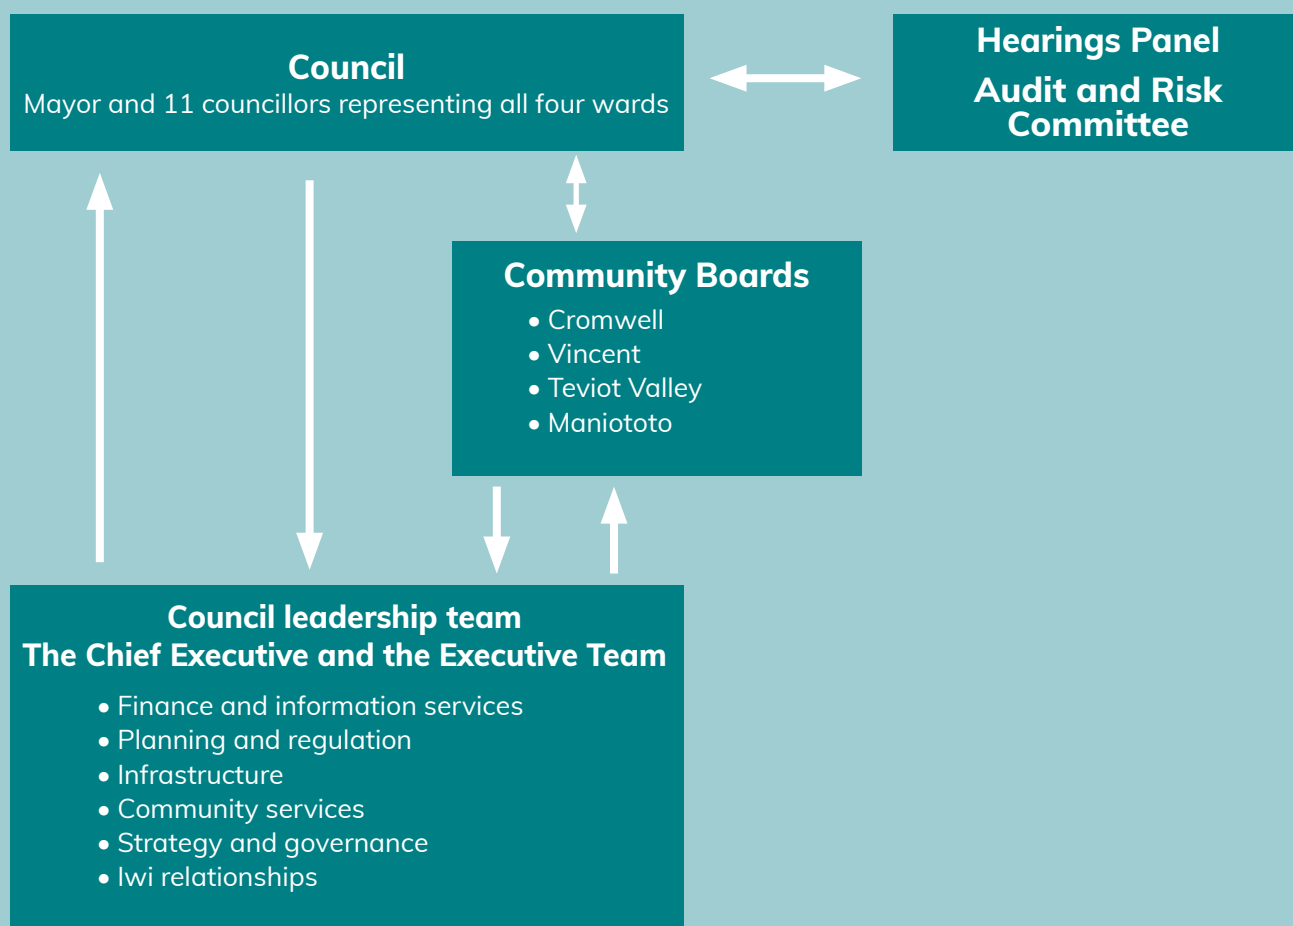 Council
Mayor and 11 councillors representing all four wards
Hearings Panel
Audit and Risk
Committee
Community Boards
• Cromwell
• Vincent
• Teviot Valley
• Maniototo
Council leadership team
The Chief Executive and the Executive Team
• Finance and information services
• Planning and regulation
• Infrastructure
• Community services
• Strategy and governance
• Iwi relationships